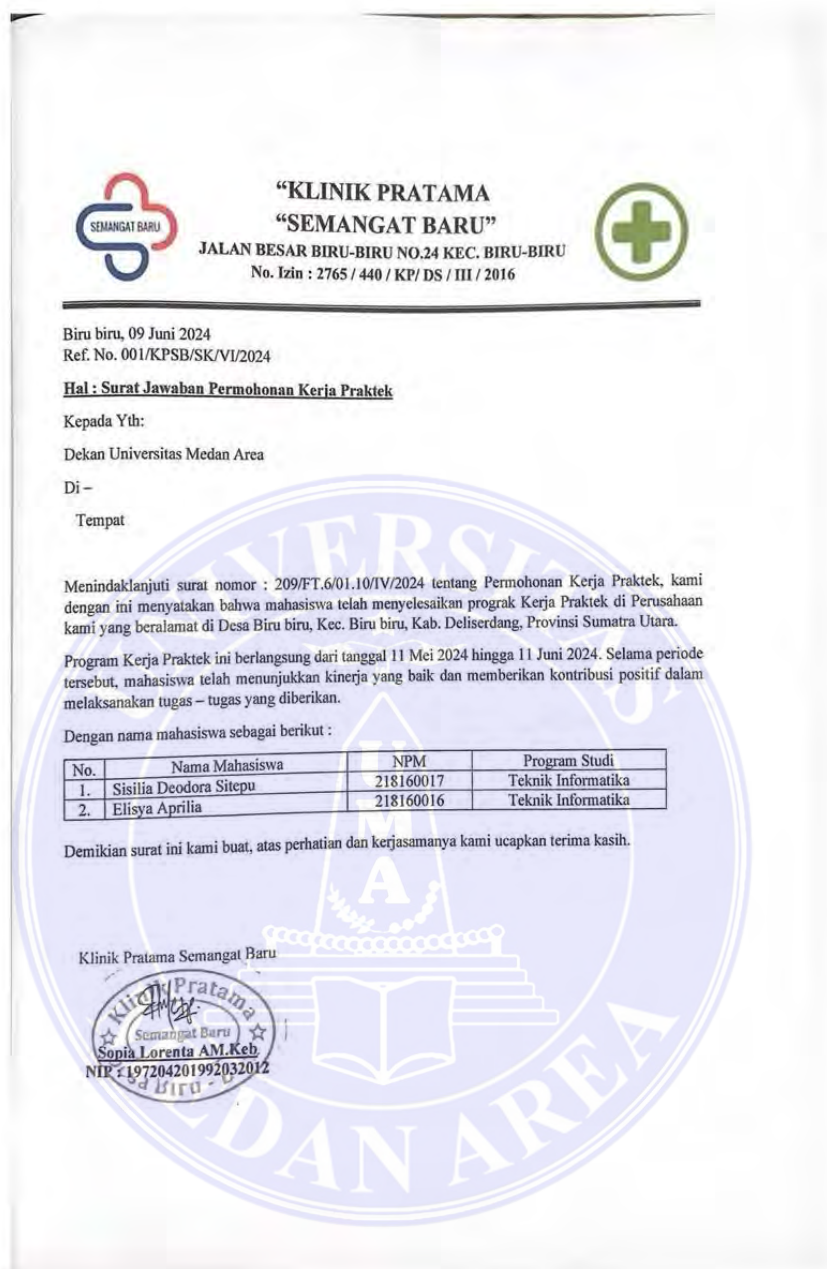 SEMANGAT BARU
“KLINIK PRATAMA
“SEMANGAT BARU”
JALAN BESAR BIRU-BIRU NO.24 KEC. BIRU-BIRU
No. Izin : 2765 / 440 / KP/ DS / III / 2016
Biru biru, 09 Juni 2024
Ref. No. 001/KPSB/SK/VI/2024
Hal : Surat Jawaban Permohonan Kerja Praktek
Kepada Yth:
Dekan Universitas Medan Area
Di –
Tempat
Menindaklanjuti surat nomor : 209/FT.6/01.10/IV/2024 tentang Permohonan Kerja Praktek, kami
dengan ini menyatakan bahwa mahasiswa telah menyelesaikan prograk Kerja Praktek di Perusahaan
kami yang beralamat di Desa Biru biru, Kec. Biru biru, Kab. Deliserdang, Provinsi Sumatra Utara.
Program Kerja Praktek ini berlangsung dari tanggal 11 Mei 2024 hingga 11 Juni 2024. Selama periode
tersebut, mahasiswa telah menunjukkan kinerja yang baik dan memberikan kontribusi positif dalam
melaksanakan tugas – tugas yang diberikan.
Dengan nama mahasiswa sebagai berikut :
No. Nama Mahasiswa NPM Program Studi
1. Sisilia Deodora Sitepu 218160017 Teknik Informatika
2. Elisya Aprilia 218160016 Teknik Informatika
Demikian surat ini kami buat, atas perhatian dan kerjasamanya kami ucapkan terima kasih.
Klinik Pratama Semangat Baru
Klinik Pratama
Semangat Baru
Sopia Lorenta AM.Keb
NIP : 197204201992032012
UNIVERSITAS
UMA
MEDAN AREA